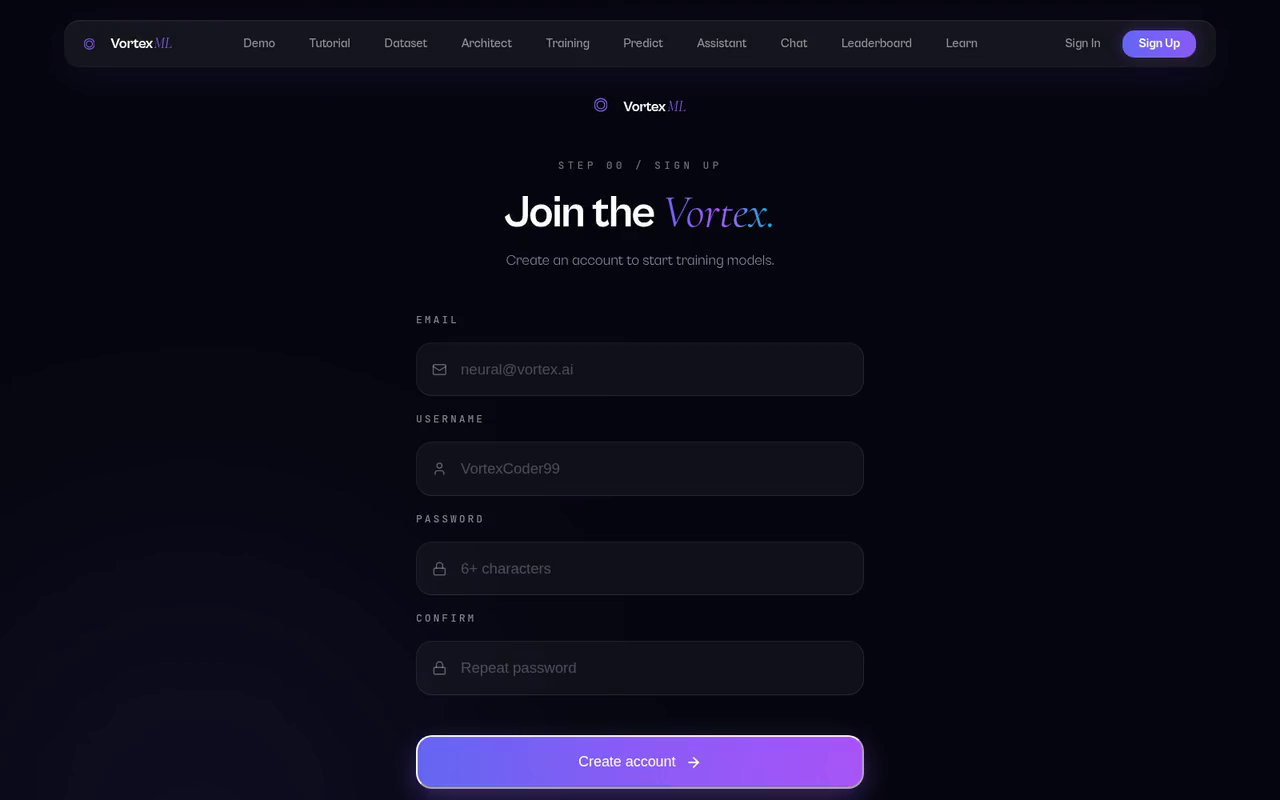 VortexML Demo Tutorial Dataset Architect Training Predict Assistant Chat Leaderboard Learn Sign In Sign Up
VortexML
STEP 00 / SIGN UP
Join the Vortex.
Create an account to start training models.
EMAIL
neural@vortex.ai
USERNAME
VortexCoder99
PASSWORD
6+ characters
CONFIRM
Repeat password
Create account →